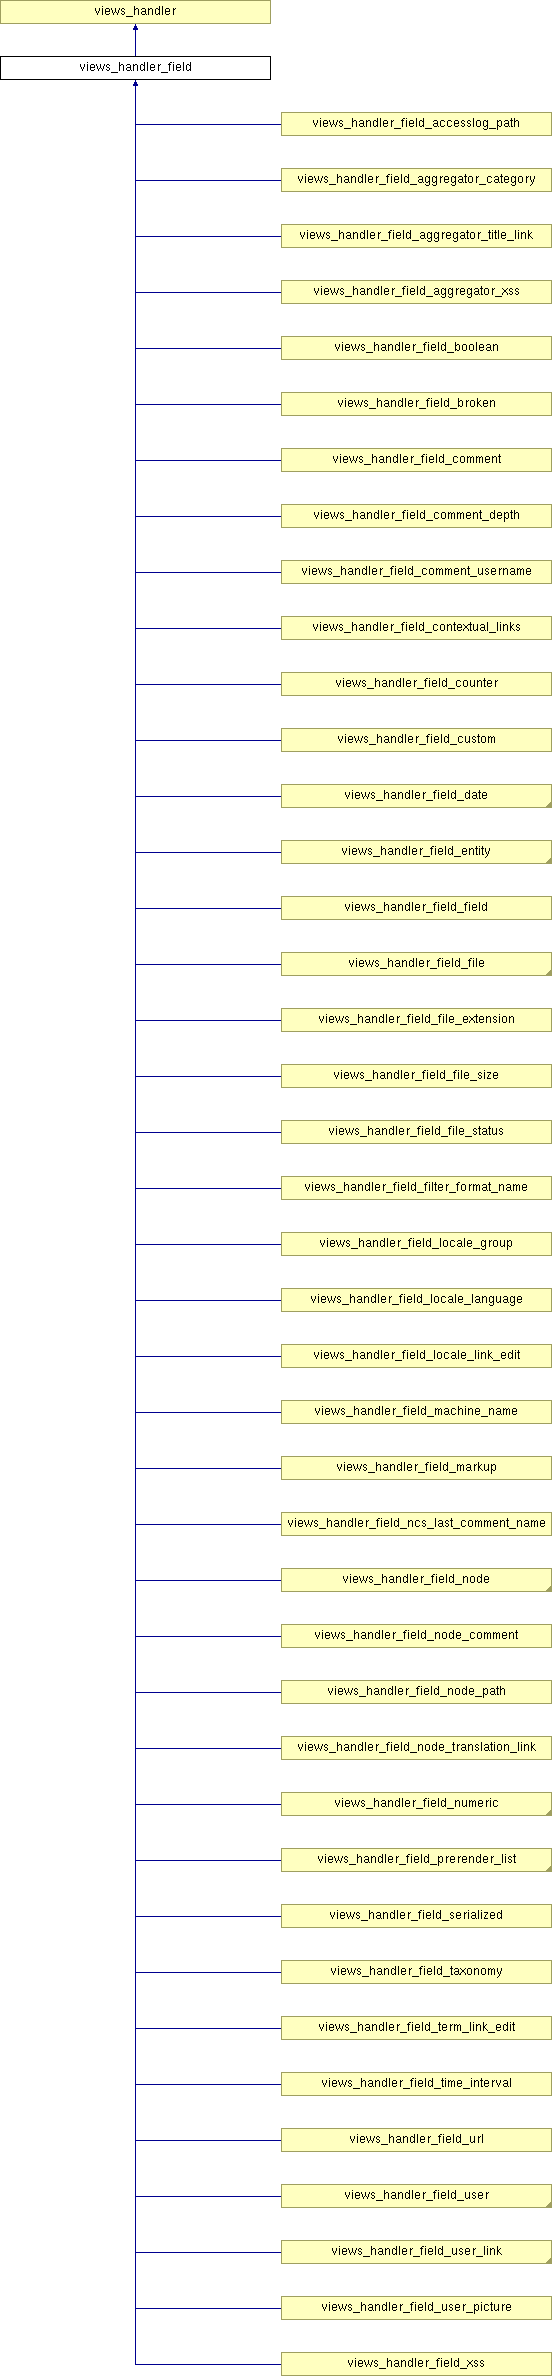 views_handler
views_handler_field
views_handler_field_accesslog_path
views_handler_field_aggregator_category
views_handler_field_aggregator_title_link
views_handler_field_aggregator_xss
views_handler_field_boolean
views_handler_field_broken
views_handler_field_comment
views_handler_field_comment_depth
views_handler_field_comment_username
views_handler_field_contextual_links
views_handler_field_counter
views_handler_field_custom
views_handler_field_date
views_handler_field_entity
views_handler_field_field
views_handler_field_file
views_handler_field_file_extension
views_handler_field_file_size
views_handler_field_file_status
views_handler_field_filter_format_name
views_handler_field_locale_group
views_handler_field_locale_language
views_handler_field_locale_link_edit
views_handler_field_machine_name
views_handler_field_markup
views_handler_field_ncs_last_comment_name
views_handler_field_node
views_handler_field_node_comment
views_handler_field_node_path
views_handler_field_node_translation_link
views_handler_field_numeric
views_handler_field_prerender_list
views_handler_field_serialized
views_handler_field_taxonomy
views_handler_field_term_link_edit
views_handler_field_time_interval
views_handler_field_url
views_handler_field_user
views_handler_field_user_link
views_handler_field_user_picture
views_handler_field_xss